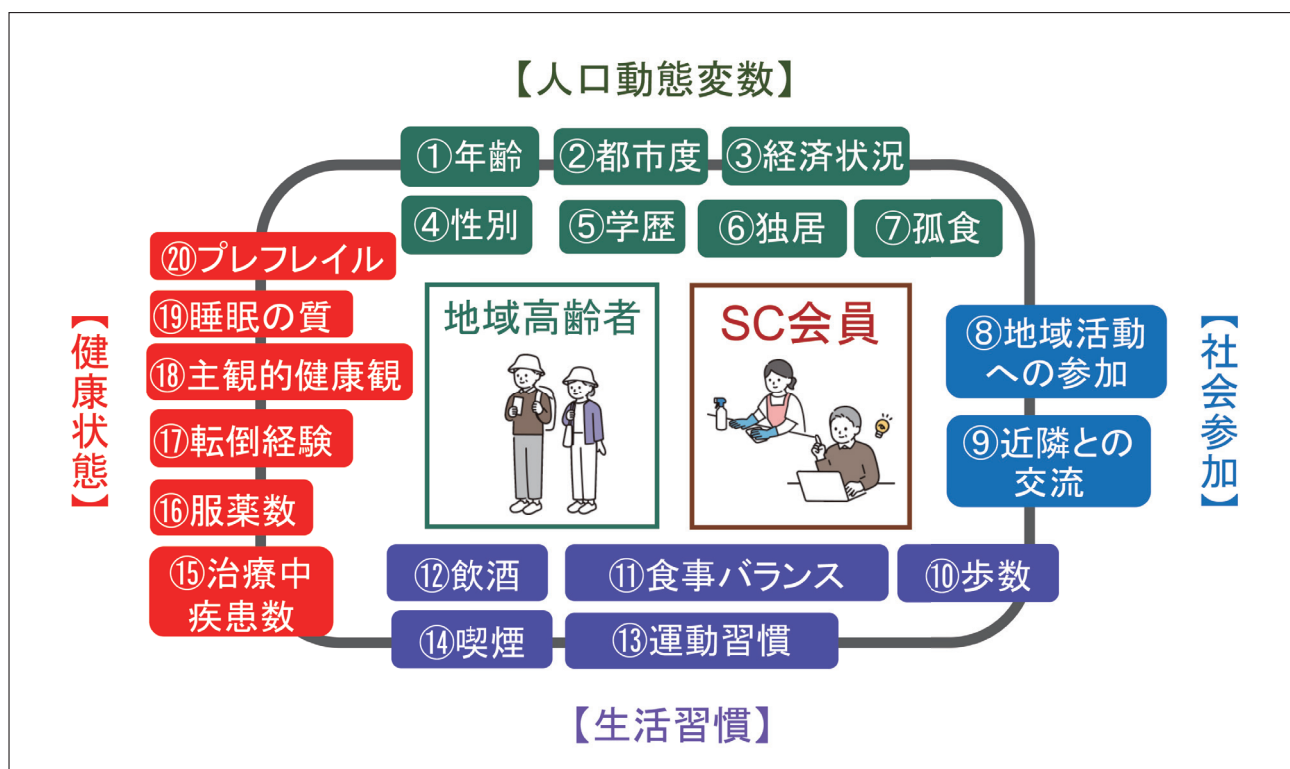 【人口動態変数】
①年齢
②都市度
③経済状況
④性別
⑤学歴
⑥独居
⑦孤食
⑳プレフレイル
⑲睡眠の質
⑱主観的健康観
⑰転倒経験
⑯服薬数
⑮治療中
疾患数
【健康状態】
地域高齢者
SC会員
⑧地域活動
への参加
⑨近隣との
交流
【社会参加】
⑫飲酒
⑪食事バランス
⑩歩数
⑭喫煙
⑬運動習慣
【生活習慣】